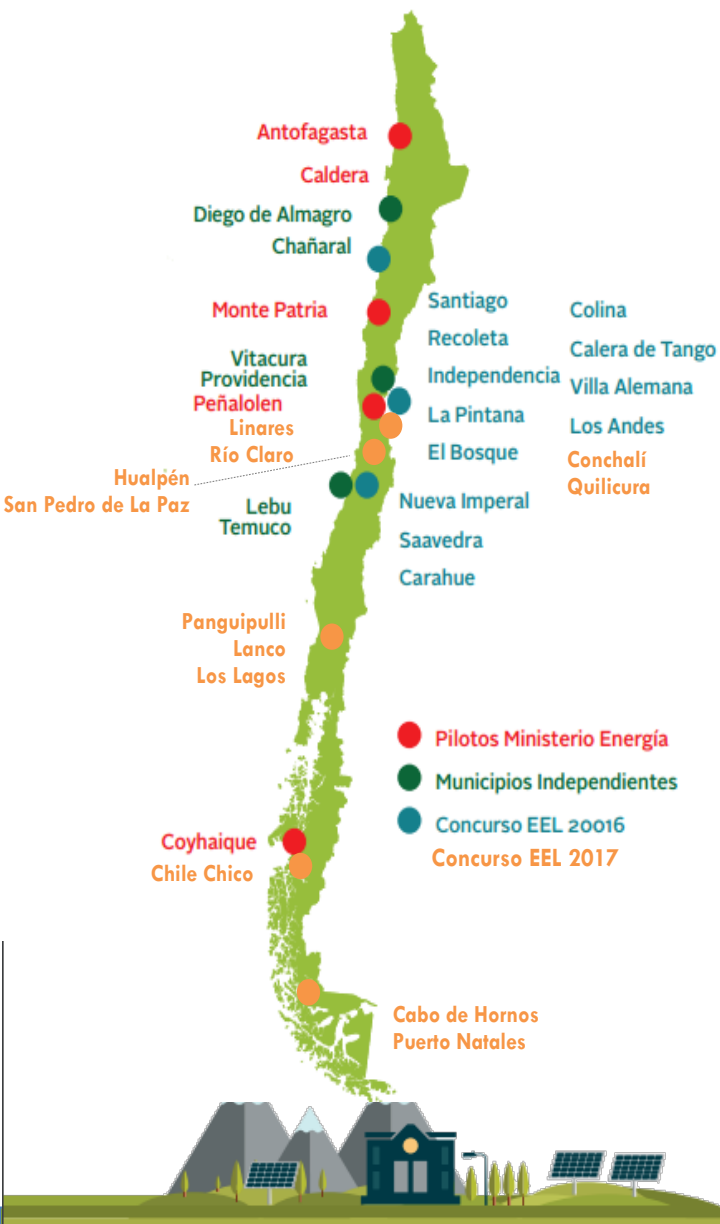 Antofagasta
Caldera
Diego de Almagro
Chañaral
Monte Patria
Vitacura
Providencia
Peñalolen
Linares
Río Claro
Hualpén
San Pedro de La Paz
Lebu
Temuco
Santiago
Recoleta
Independencia
La Pintana
El Bosque
Colina
Calera de Tango
Villa Alemana
Los Andes
Conchalí
Quilicura
Nueva Imperal
Saavedra
Carahue
Panguipulli
Lanco
Los Lagos
Pilotos Ministerio Energía
Municipios Independientes
Concurso EEL 20016
Concurso EEL 2017
Coyhaique
Chile Chico
Cabo de Hornos
Puerto Natales